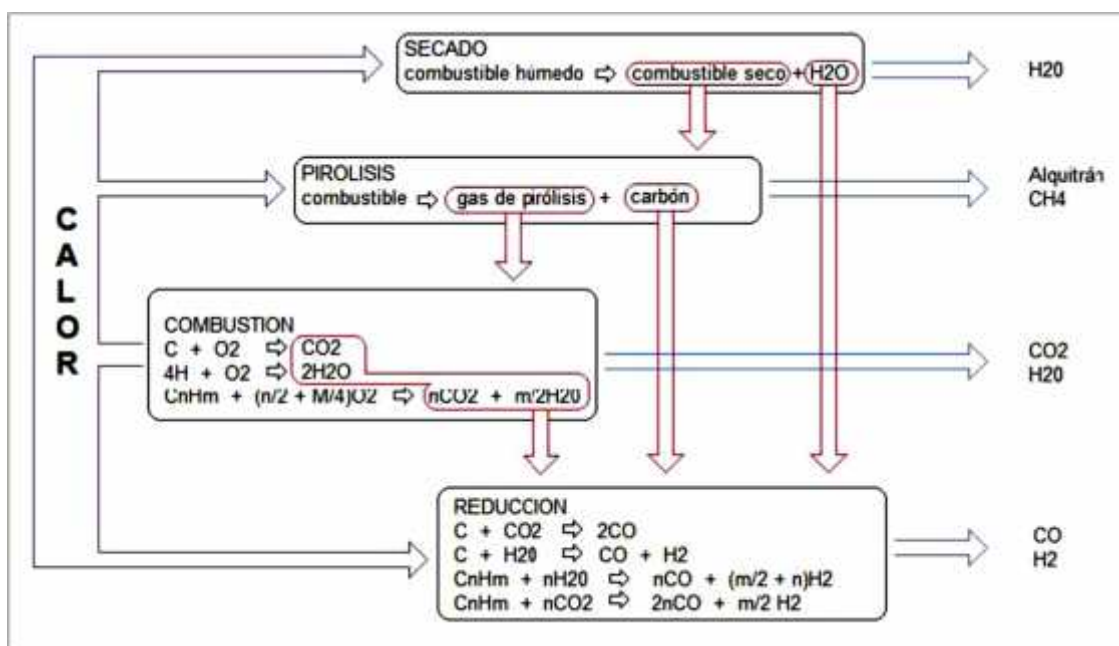 SECADO
combustible húmedo ⇨ combustible seco + H2O
H20
PIROLISIS
combustible ⇨ gas de pirólisis + carbón
Alquitrán
CH4
CALOR
COMBUSTION
C + O2 ⇨ CO2
4H + O2 ⇨ 2H2O
CnHm + (n/2 + M/4)O2 ⇨ nCO2 + m/2H20
CO2
H20
REDUCCION
C + CO2 ⇨ 2CO
C + H20 ⇨ CO + H2
CnHm + nH20 ⇨ nCO + (m/2 + n)H2
CnHm + nCO2 ⇨ 2nCO + m/2 H2
CO
H2